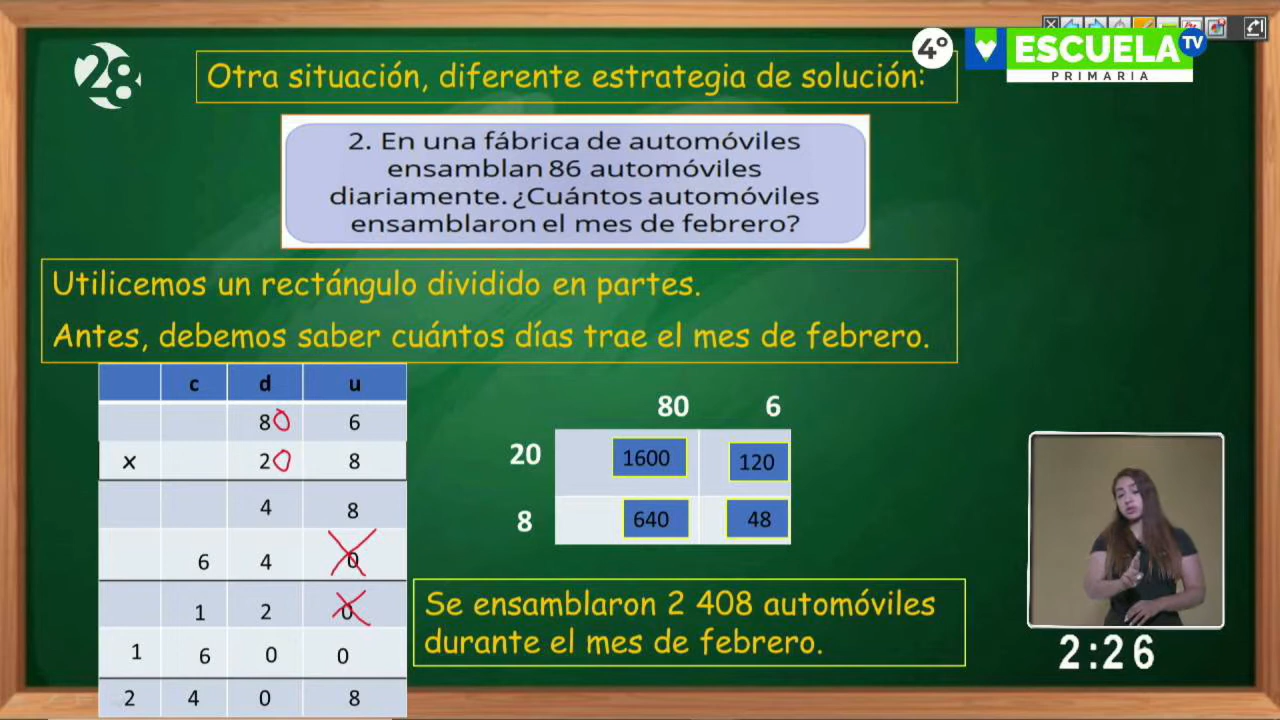 28
4°
ESCUELA TV
PRIMARIA
Otra situación, diferente estrategia de solución:
2. En una fábrica de automóviles
ensamblan 86 automóviles
diariamente. ¿Cuántos automóviles
ensamblaron el mes de febrero?
Utilicemos un rectángulo dividido en partes.
Antes, debemos saber cuántos días trae el mes de febrero.
c d u
8 0 6
x 2 0 8
4 8
6 4 0
1 2 0
1 6 0 0
2 4 0 8
80 6
20 1600 120
8 640 48
Se ensamblaron 2 408 automóviles
durante el mes de febrero.
2:26